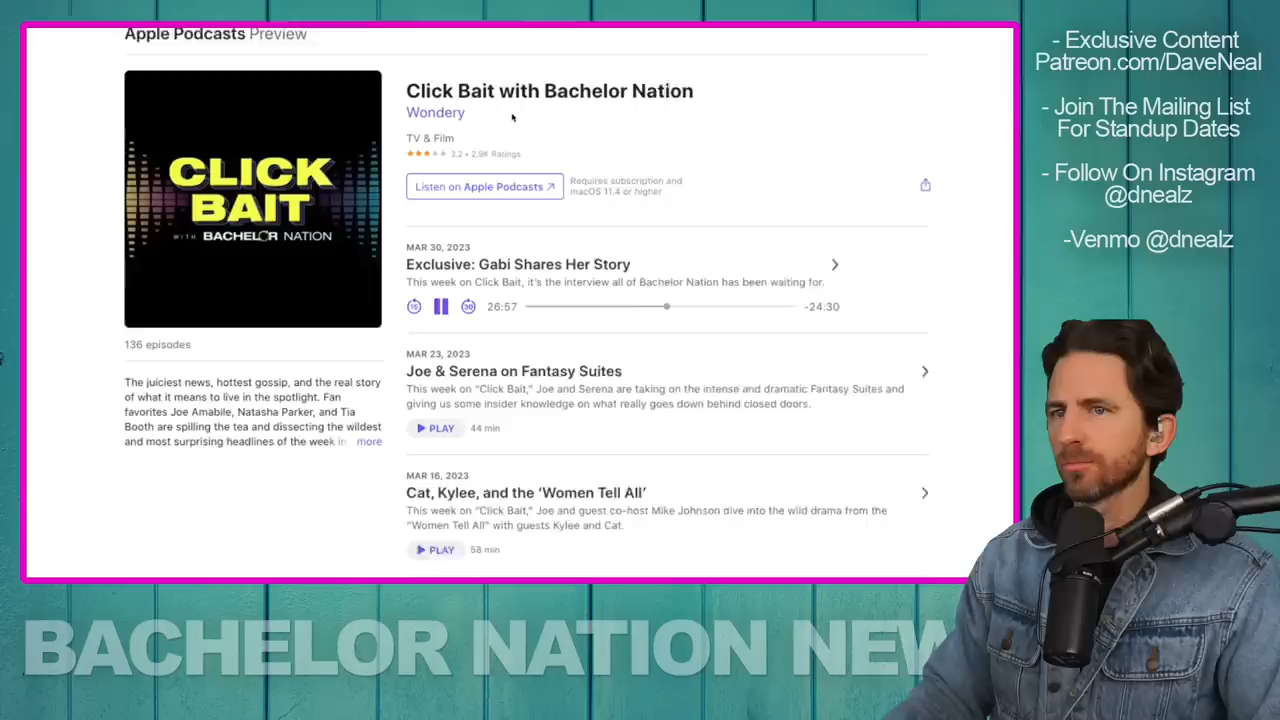 Apple Podcasts Preview
CLICK
BAIT
WITH BACHELOR NATION
136 episodes
The juiciest news, hottest gossip, and the real story
of what it means to live in the spotlight. Fan
favorites Joe Amabile, Natasha Parker, and Tia
Booth are spilling the tea and dissecting the wildest
and most surprising headlines of the week in more
Click Bait with Bachelor Nation
Wondery
TV & Film
3.2 • 2.9K Ratings
Listen on Apple Podcasts ↗
Requires subscription and
macOS 11.4 or higher
MAR 30, 2023
Exclusive: Gabi Shares Her Story
This week on Click Bait, it's the interview all of Bachelor Nation has been waiting for.
15
30
26:57
-24:30
MAR 23, 2023
Joe & Serena on Fantasy Suites
This week on “Click Bait,” Joe and Serena are taking on the intense and dramatic Fantasy Suites and
giving us some insider knowledge on what really goes down behind closed doors.
PLAY 44 min
MAR 16, 2023
Cat, Kylee, and the ‘Women Tell All’
This week on “Click Bait,” Joe and guest co-host Mike Johnson dive into the wild drama from the
“Women Tell All” with guests Kylee and Cat.
PLAY 58 min
- Exclusive Content
Patreon.com/DaveNeal
- Join The Mailing List
For Standup Dates
- Follow On Instagram
@dnealz
-Venmo @dnealz
BACHELOR NATION NEW